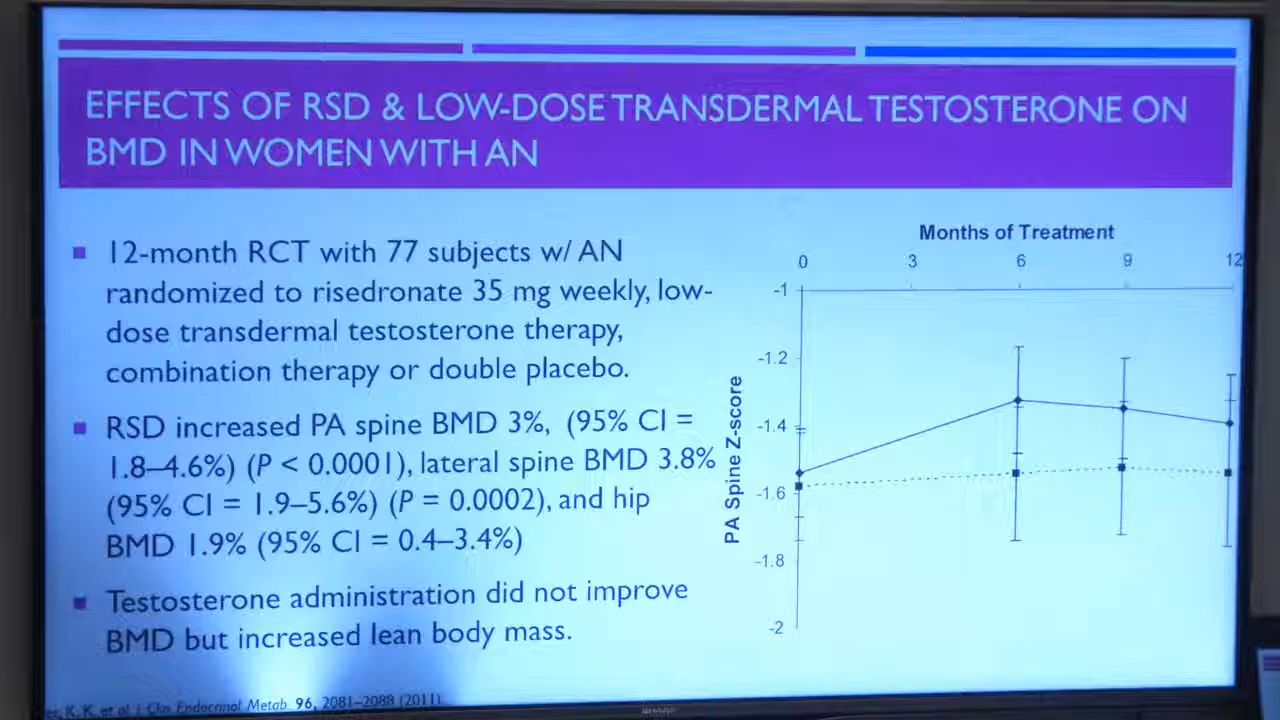 EFFECTS OF RSD & LOW-DOSE TRANSDERMAL TESTOSTERONE ON
BMD IN WOMEN WITH AN
12-month RCT with 77 subjects w/ AN
randomized to risedronate 35 mg weekly, low-
dose transdermal testosterone therapy,
combination therapy or double placebo.
RSD increased PA spine BMD 3%, (95% CI =
1.8–4.6%) (P < 0.0001), lateral spine BMD 3.8%
(95% CI = 1.9–5.6%) (P = 0.0002), and hip
BMD 1.9% (95% CI = 0.4–3.4%)
Testosterone administration did not improve
BMD but increased lean body mass.
Months of Treatment
0 3 6 9 12
-1
-1.2
-1.4
-1.6
-1.8
-2
PA Spine Z-score
K. K. et al J Clin Endocrinol Metab. 96, 2081–2088 (2011)
SHARP